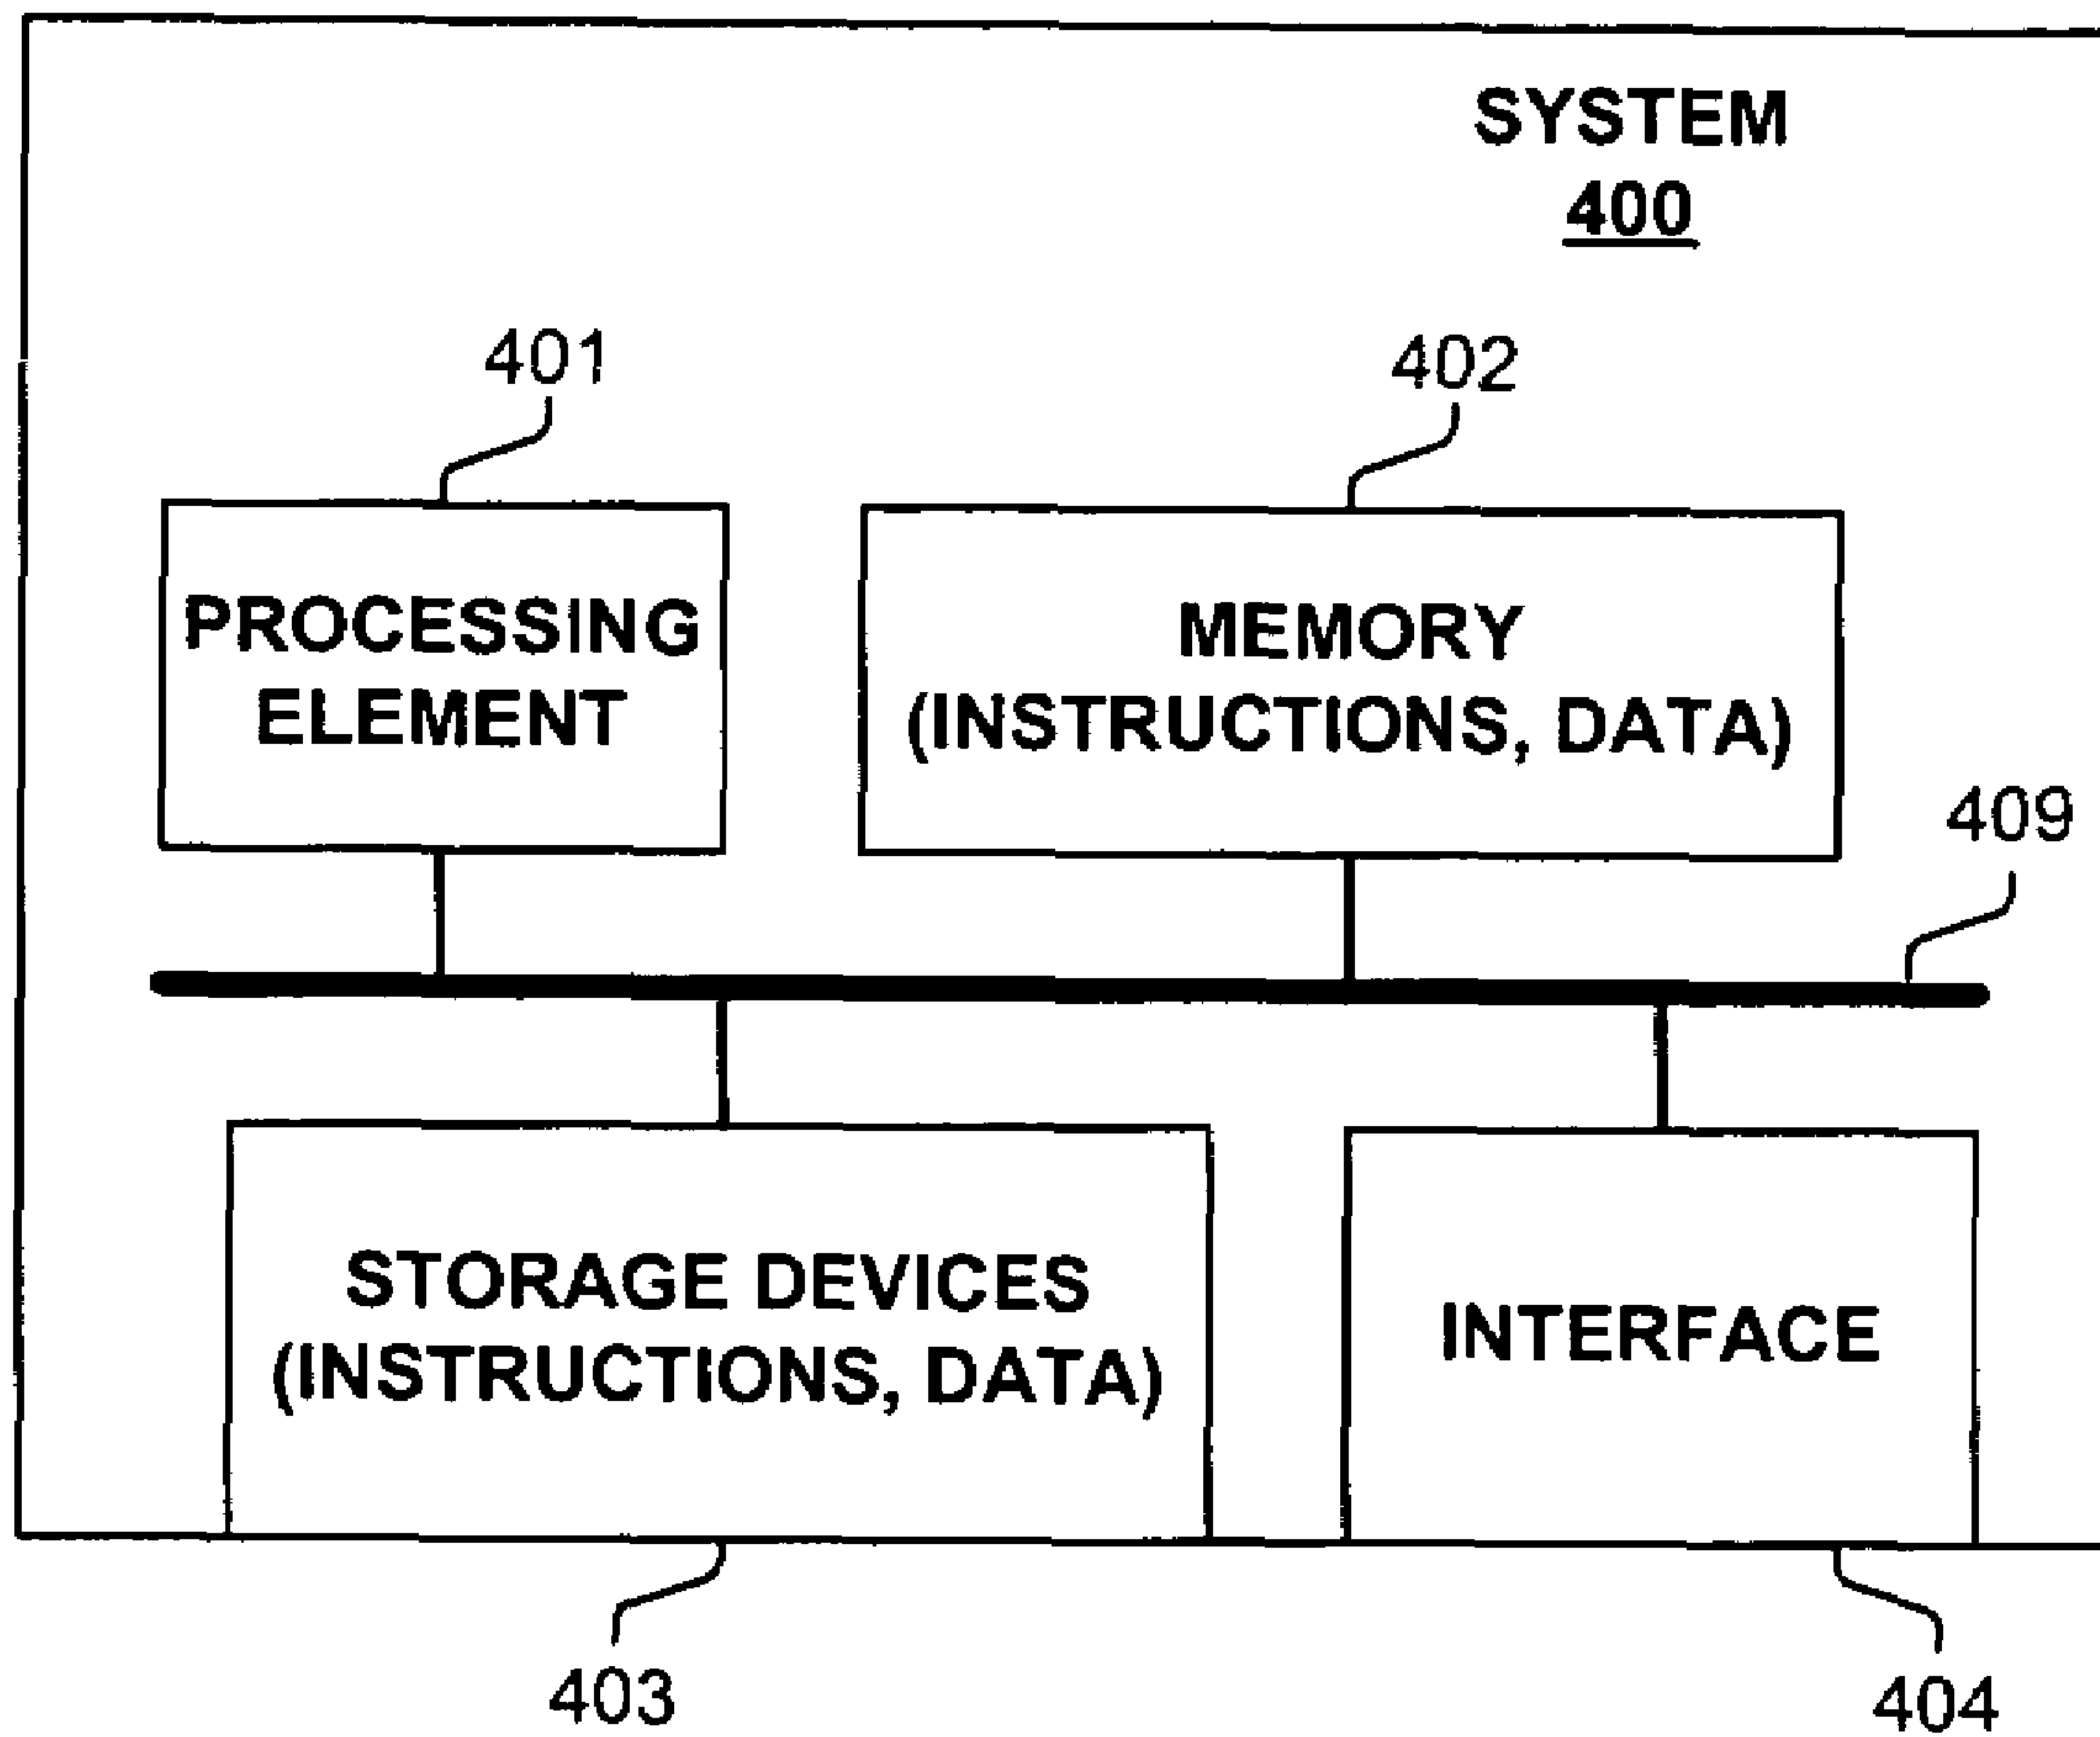 SYSTEM
400
401
402
PROCESSING
ELEMENT
MEMORY
(INSTRUCTIONS, DATA)
409
STORAGE DEVICES
(INSTRUCTIONS, DATA)
INTERFACE
403
404